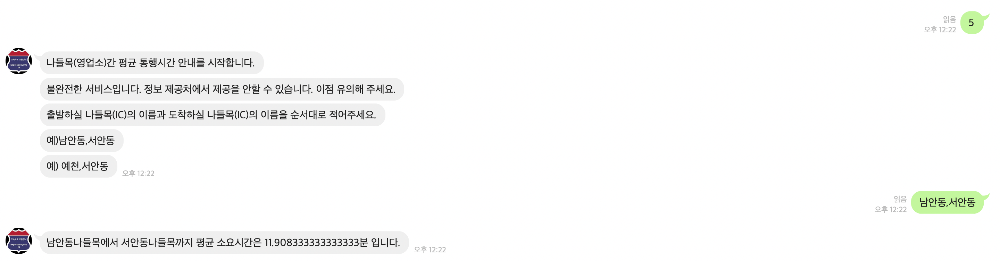 읽음
오후 12:22
5
고속국도 교통정보
Expresswayinfo
24
나들목(영업소)간 평균 통행시간 안내를 시작합니다.
불완전한 서비스입니다. 정보 제공처에서 제공을 안할 수 있습니다. 이점 유의해 주세요.
출발하실 나들목(IC)의 이름과 도착하실 나들목(IC)의 이름을 순서대로 적어주세요.
예)남안동,서안동
예) 예천,서안동
오후 12:22
읽음
오후 12:22
남안동,서안동
고속국도 교통정보
Expresswayinfo
24
남안동나들목에서 서안동나들목까지 평균 소요시간은 11.908333333333333분 입니다.
오후 12:22